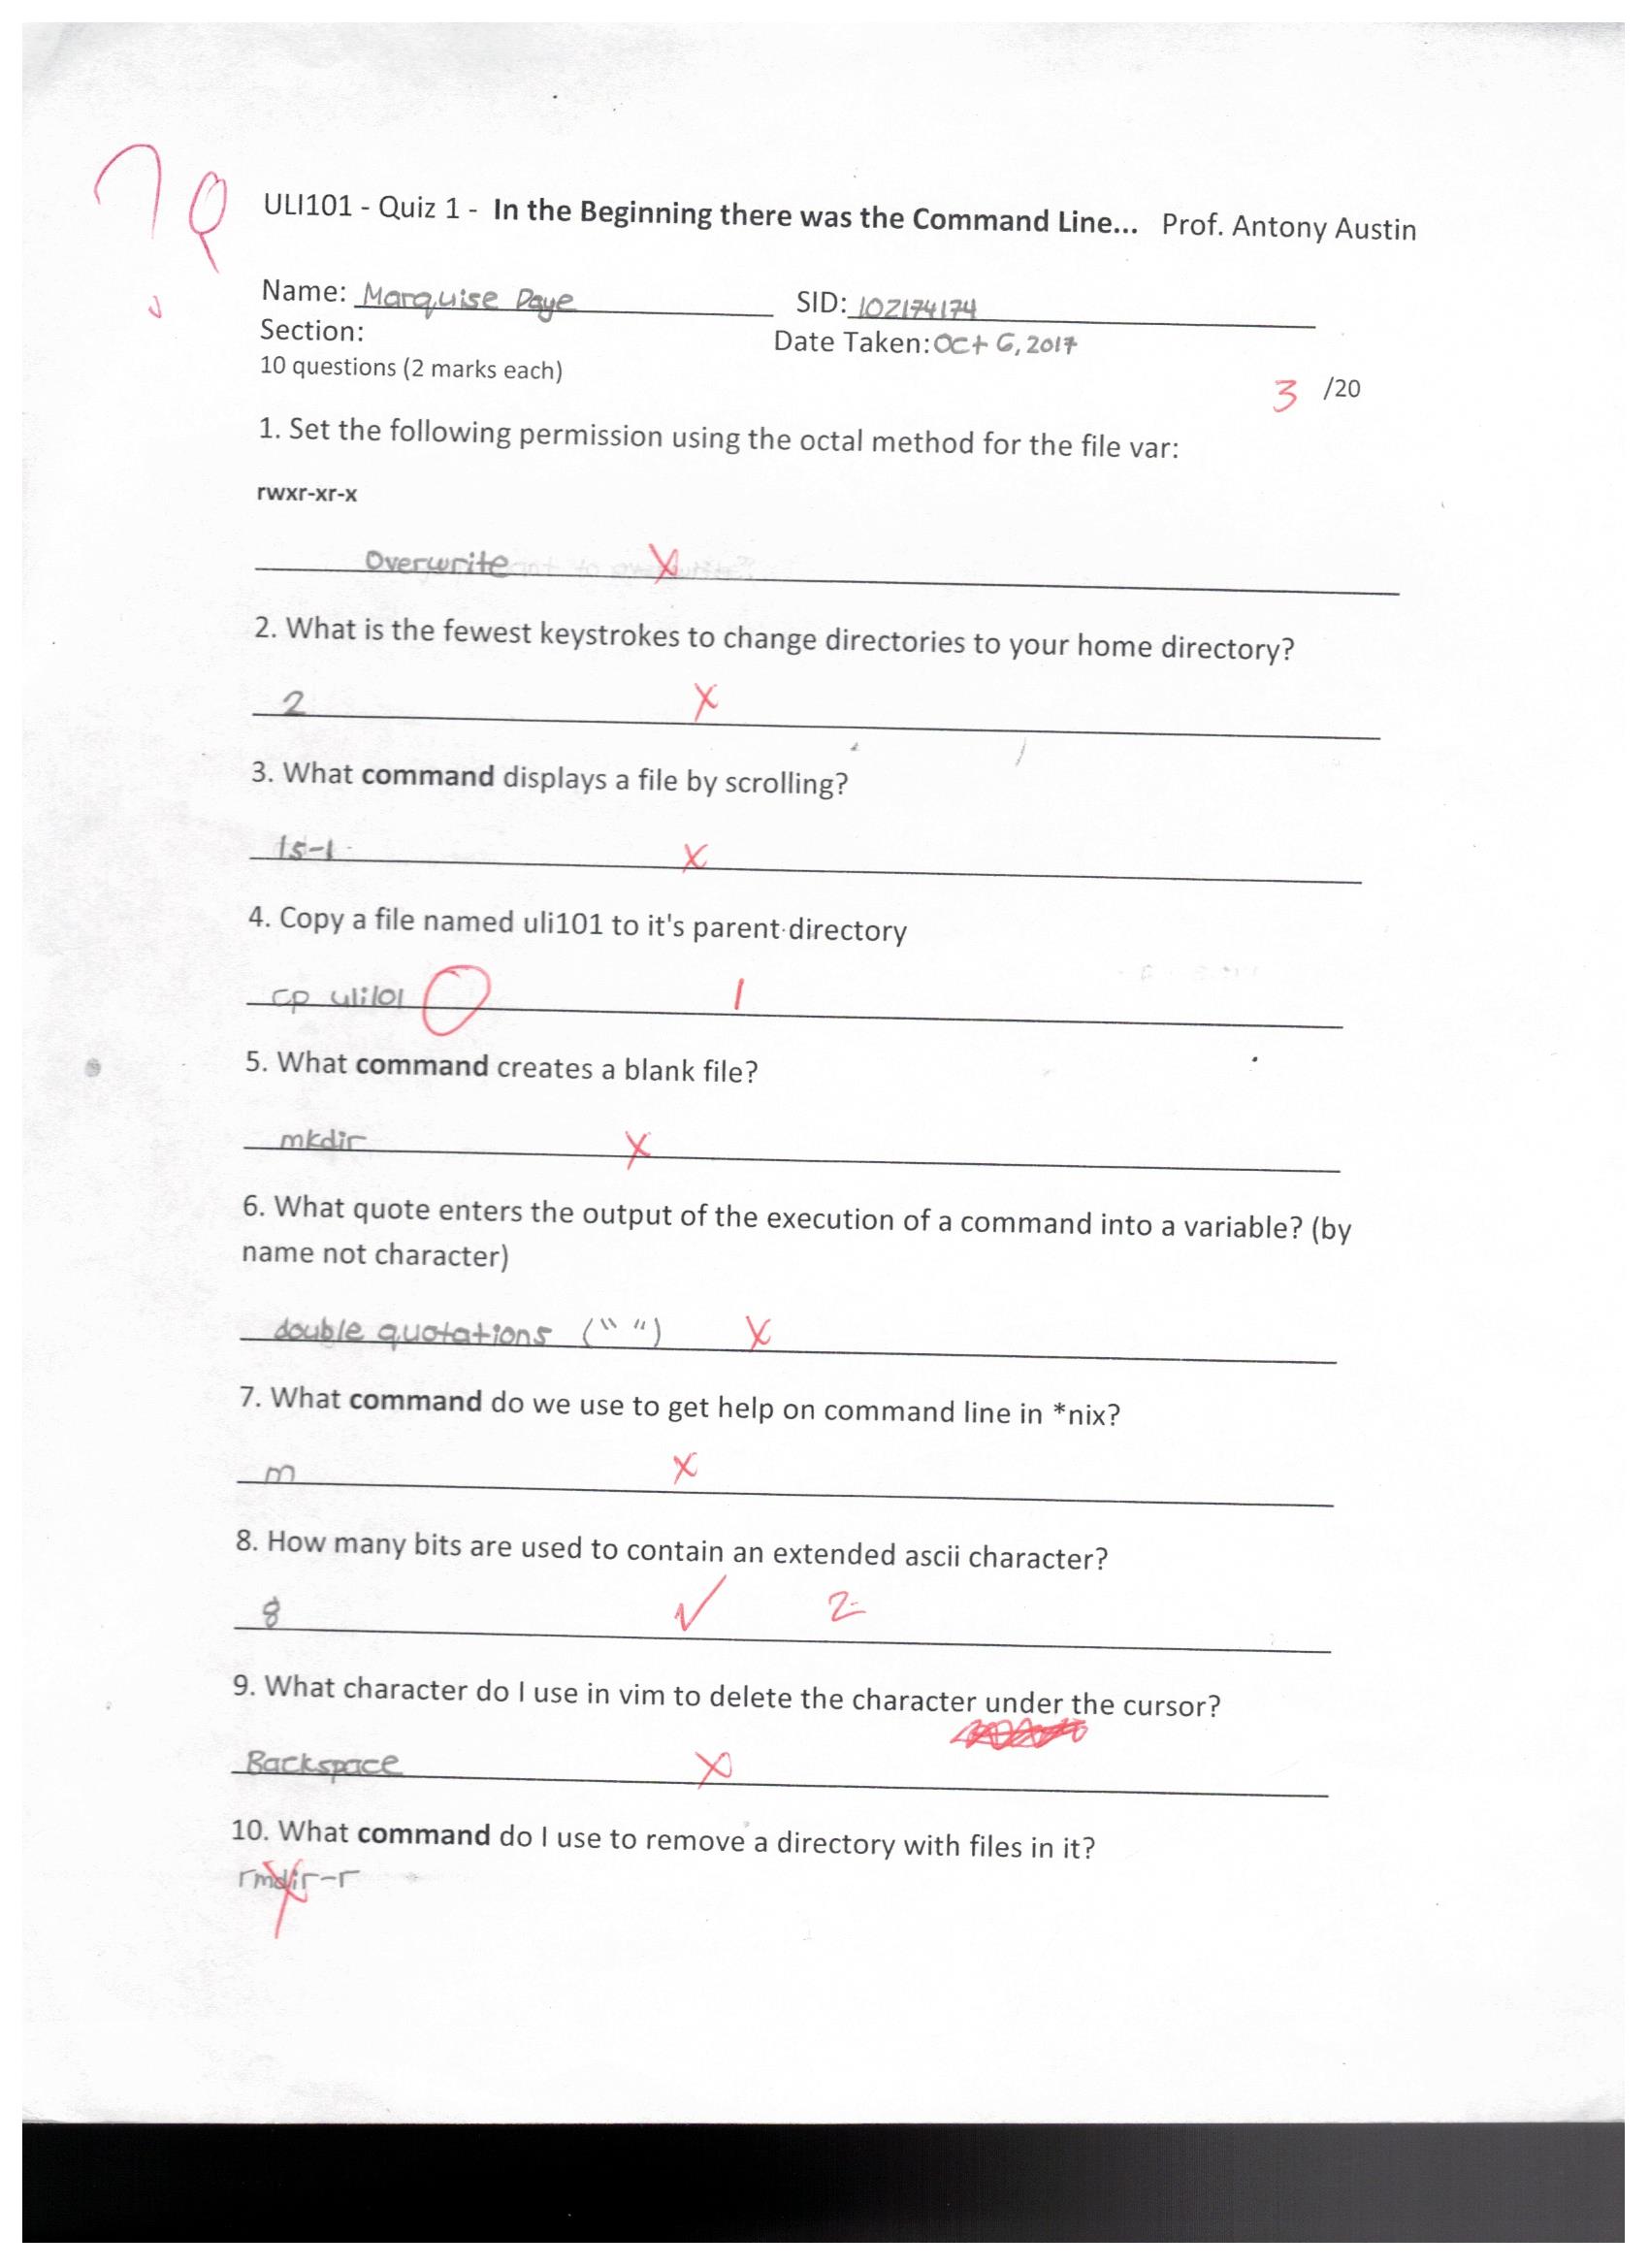 ULI101 - Quiz 1 - In the Beginning there was the Command Line... Prof. Antony Austin
Name: Marquise Paye SID: 102174174
Section: Date Taken: Oct 6, 2017
10 questions (2 marks each)
3 /20
1. Set the following permission using the octal method for the file var:
rwxr-xr-x
Overwrite X
2. What is the fewest keystrokes to change directories to your home directory?
2 X
3. What command displays a file by scrolling?
ls-l X
4. Copy a file named uli101 to it's parent directory
cp uli101 1
5. What command creates a blank file?
mkdir X
6. What quote enters the output of the execution of a command into a variable? (by
name not character)
double quotations (" ") X
7. What command do we use to get help on command line in *nix?
m X
8. How many bits are used to contain an extended ascii character?
8 ✓ 2
9. What character do I use in vim to delete the character under the cursor?
Backspace X
10. What command do I use to remove a directory with files in it?
rmdir-r X